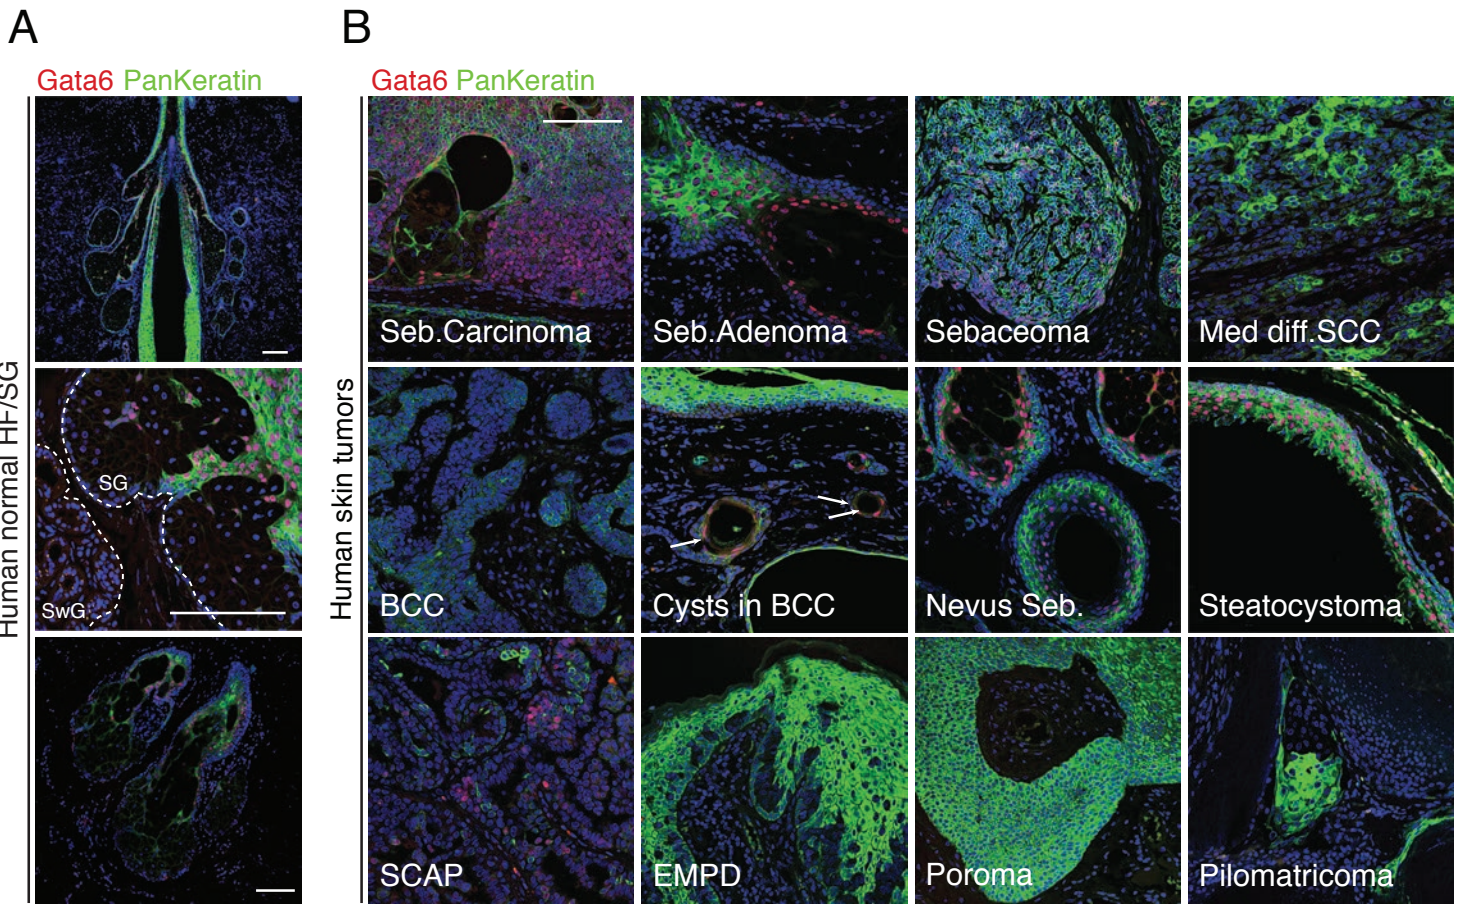 A
B
Gata6 PanKeratin
Gata6 PanKeratin
Human normal HF/SG
SG
SwG
Human skin tumors
Seb.Carcinoma
Seb.Adenoma
Sebaceoma
Med diff.SCC
BCC
Cysts in BCC
Nevus Seb.
Steatocystoma
SCAP
EMPD
Poroma
Pilomatricoma